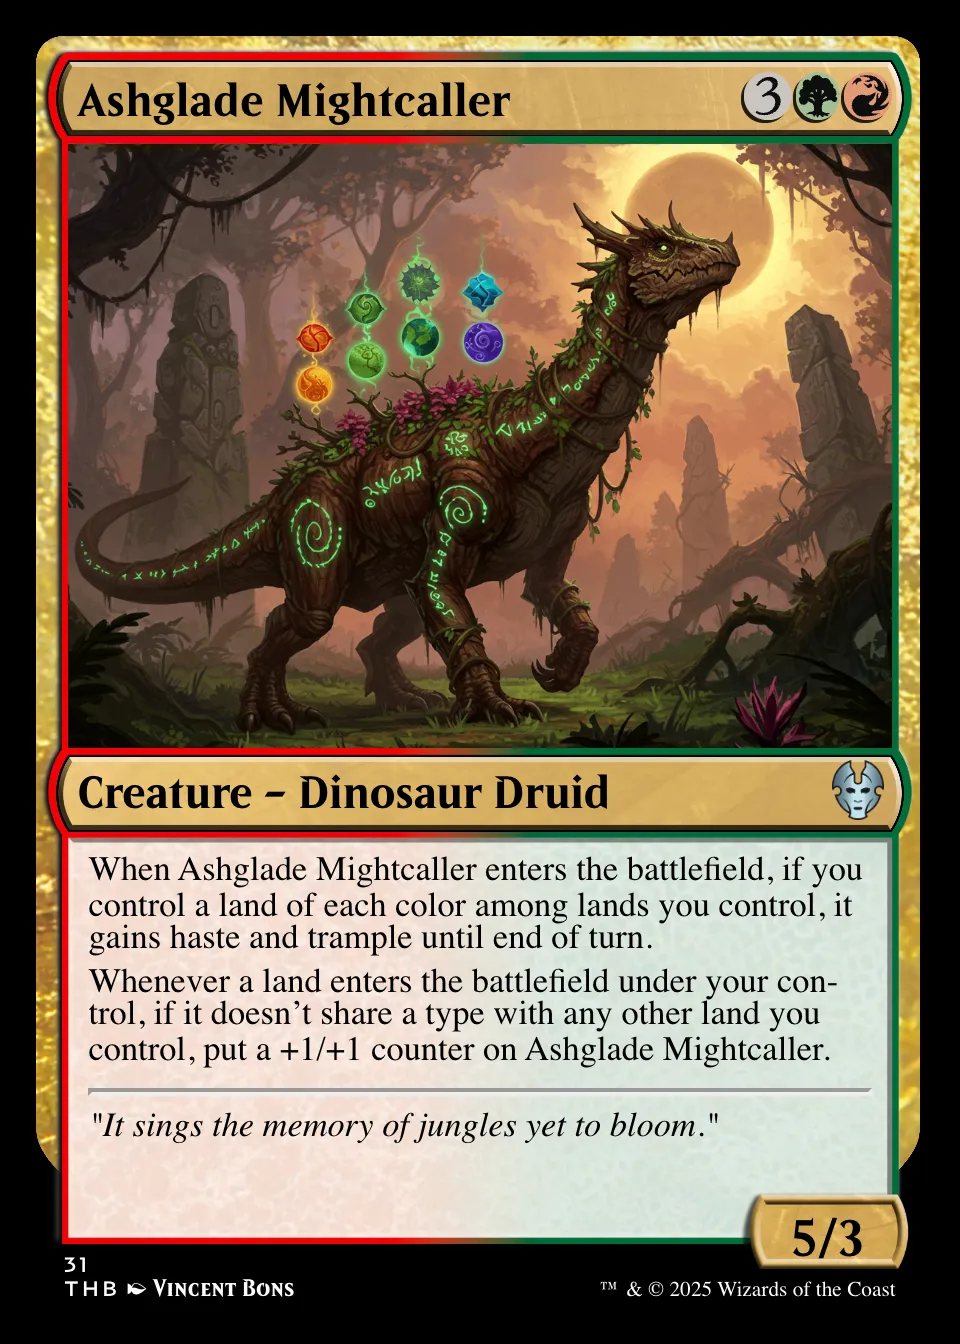 Ashglade Mightcaller 3
Creature – Dinosaur Druid
When Ashglade Mightcaller enters the battlefield, if you
control a land of each color among lands you control, it
gains haste and trample until end of turn.
Whenever a land enters the battlefield under your con-
trol, if it doesn’t share a type with any other land you
control, put a +1/+1 counter on Ashglade Mightcaller.
"It sings the memory of jungles yet to bloom."
5/3
31
THB Vincent Bons
™ & © 2025 Wizards of the Coast